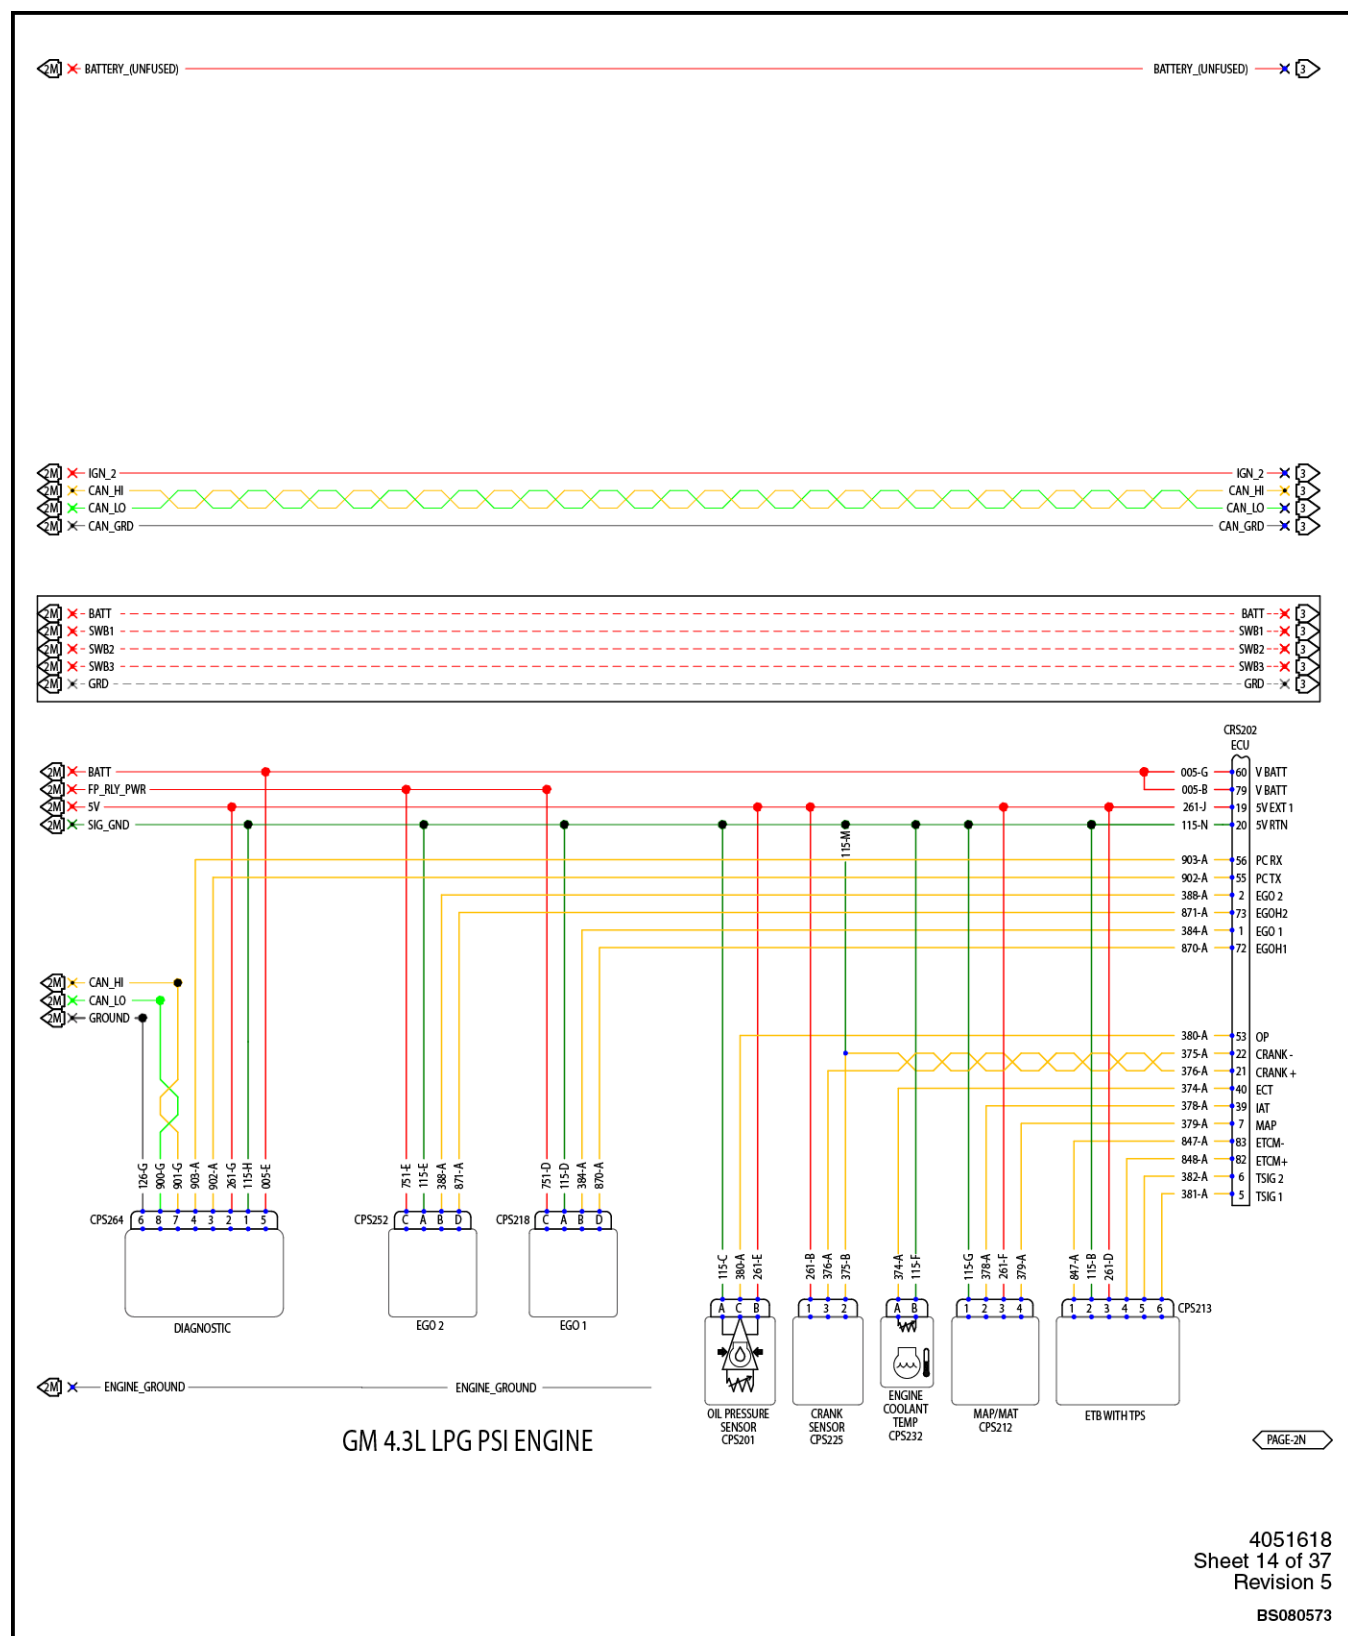 2M BATTERY_(UNFUSED) BATTERY_(UNFUSED) 3
2M IGN_2 IGN_2 3
2M CAN_HI CAN_HI 3
2M CAN_LO CAN_LO 3
2M CAN_GRD CAN_GRD 3
2M BATT BATT 3
2M SWB1 SWB1 3
2M SWB2 SWB2 3
2M SWB3 SWB3 3
2M GRD GRD 3
CRS202
ECU
2M BATT 005-G 60 V BATT
2M FP_RLY_PWR 005-B 79 V BATT
2M 5V 261-J 19 5V EXT 1
2M SIG_GND 115-N 20 5V RTN
115-M
903-A 56 PC RX
902-A 55 PC TX
388-A 2 EGO 2
871-A 73 EGOH2
384-A 1 EGO 1
870-A 72 EGOH1
2M CAN_HI
2M CAN_LO
2M GROUND
380-A 53 OP
375-A 22 CRANK -
376-A 21 CRANK +
374-A 40 ECT
378-A 39 IAT
379-A 7 MAP
847-A 83 ETCM-
848-A 82 ETCM+
382-A 6 TSIG 2
381-A 5 TSIG 1
126-G 900-G 901-G 903-A 902-A 261-G 115-H 005-E
751-E 115-E 388-A 871-A
751-D 115-D 384-A 870-A
CPS264 6 8 7 4 3 2 1 5
CPS252 C A B D
CPS218 C A B D
DIAGNOSTIC
EGO 2
EGO 1
115-C 380-A 261-E
261-B 376-A 375-B
374-A 115-F
115-G 378-A 261-F 379-A
847-A 115-B 261-D
A C B
1 3 2
A B
1 2 3 4
1 2 3 4 5 6 CPS213
OIL PRESSURE
SENSOR
CPS201
CRANK
SENSOR
CPS225
ENGINE
COOLANT
TEMP
CPS232
MAP/MAT
CPS212
ETB WITH TPS
2M ENGINE_GROUND ENGINE_GROUND
GM 4.3L LPG PSI ENGINE
PAGE-2N
4051618
Sheet 14 of 37
Revision 5
BS080573